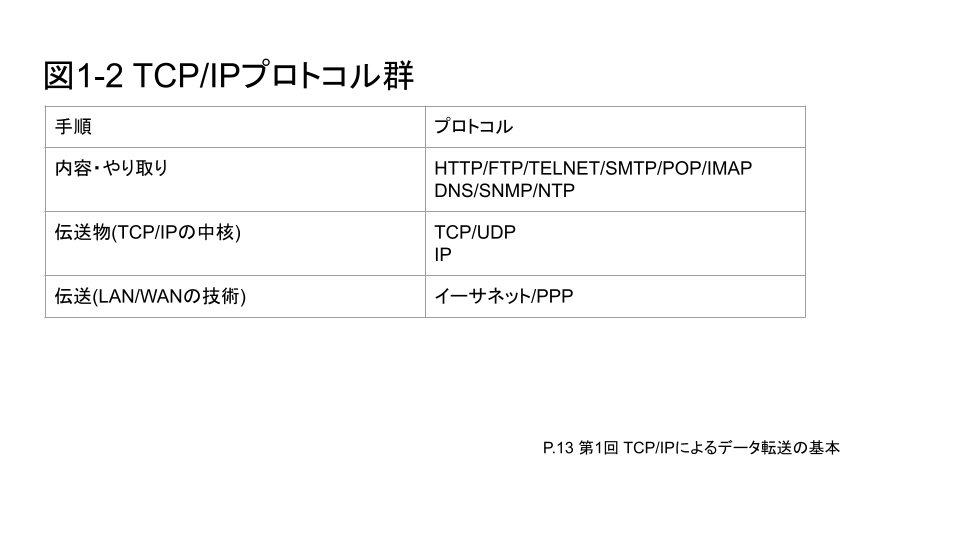 図1-2 TCP/IPプロトコル群
手順
プロトコル
内容・やり取り
HTTP/FTP/TELNET/SMTP/POP/IMAP
DNS/SNMP/NTP
伝送物(TCP/IPの中核)
TCP/UDP
IP
伝送(LAN/WANの技術)
イーサネット/PPP
P.13 第1回 TCP/IPによるデータ転送の基本